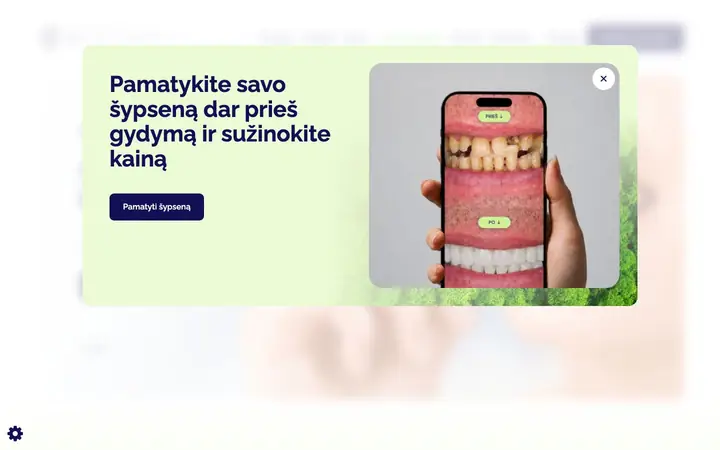 Pamatykite savo
šypseną dar prieš
gydymą ir sužinokite
kainą
Pamatyti šypseną
PRIEŠ ↓
PO ↓